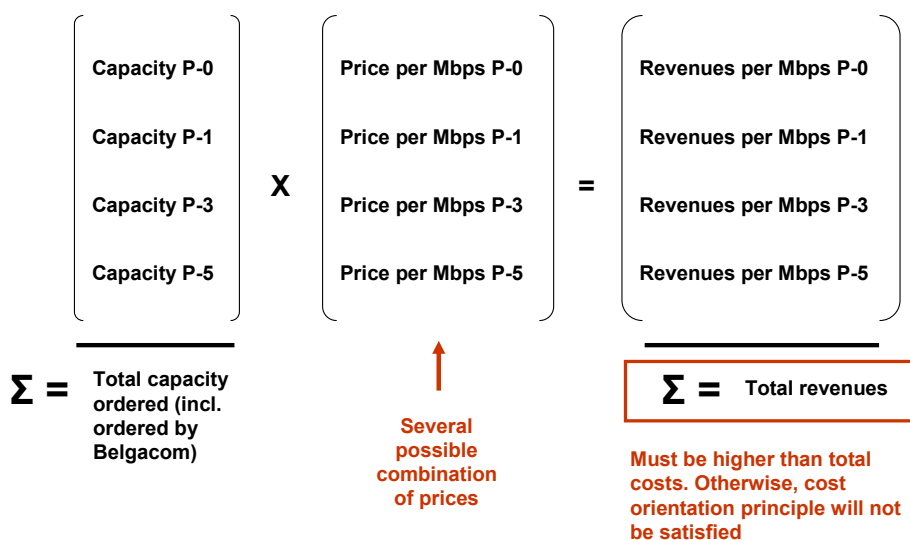 Capacity P-0
Price per Mbps P-0
Revenues per Mbps P-0
Capacity P-1
Price per Mbps P-1
Revenues per Mbps P-1
X
=
Capacity P-3
Price per Mbps P-3
Revenues per Mbps P-3
Capacity P-5
Price per Mbps P-5
Revenues per Mbps P-5
Σ =
Total capacity
ordered (incl.
ordered by
Belgacom)
Several
possible
combination
of prices
Σ = Total revenues
Must be higher than total
costs. Otherwise, cost
orientation principle will not
be satisfied